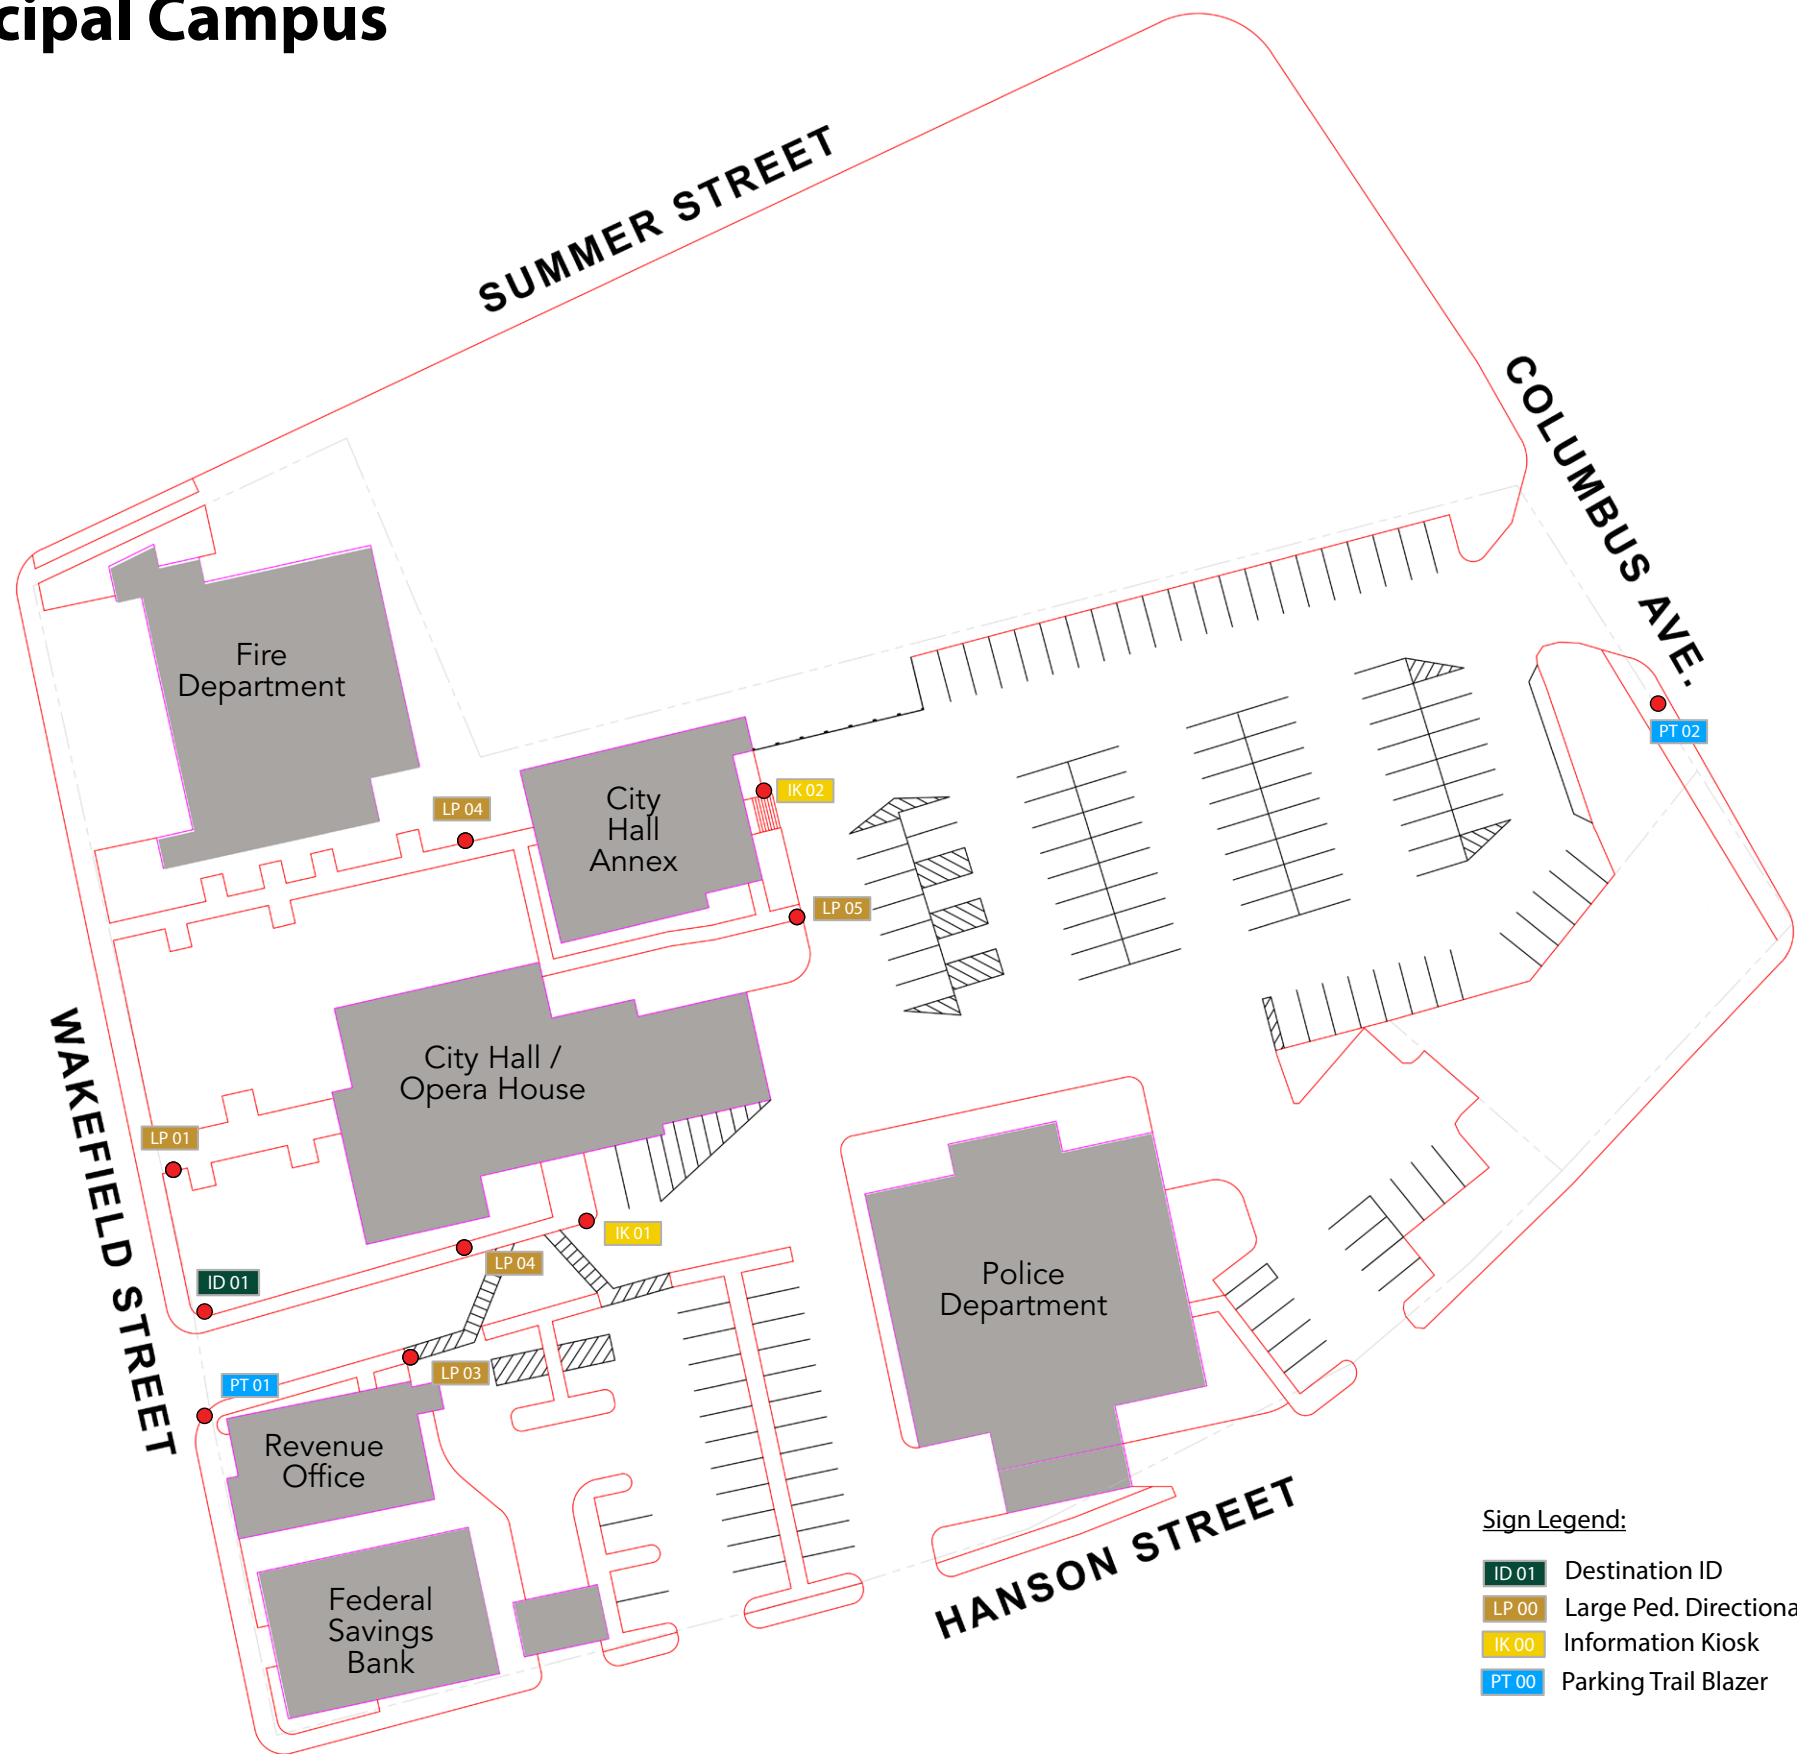 cipal Campus
SUMMER STREET
COLUMBUS AVE.
Fire
Department
PT 02
LP 04
City
Hall
Annex
IK 02
LP 05
WAKEFIELD STREET
City Hall /
Opera House
LP 01
IK 01
LP 04
ID 01
Police
Department
LP 03
PT 01
Revenue
Office
HANSON STREET
Federal
Savings
Bank
Sign Legend:
ID 01 Destination ID
LP 00 Large Ped. Directiona
IK 00 Information Kiosk
PT 00 Parking Trail Blazer